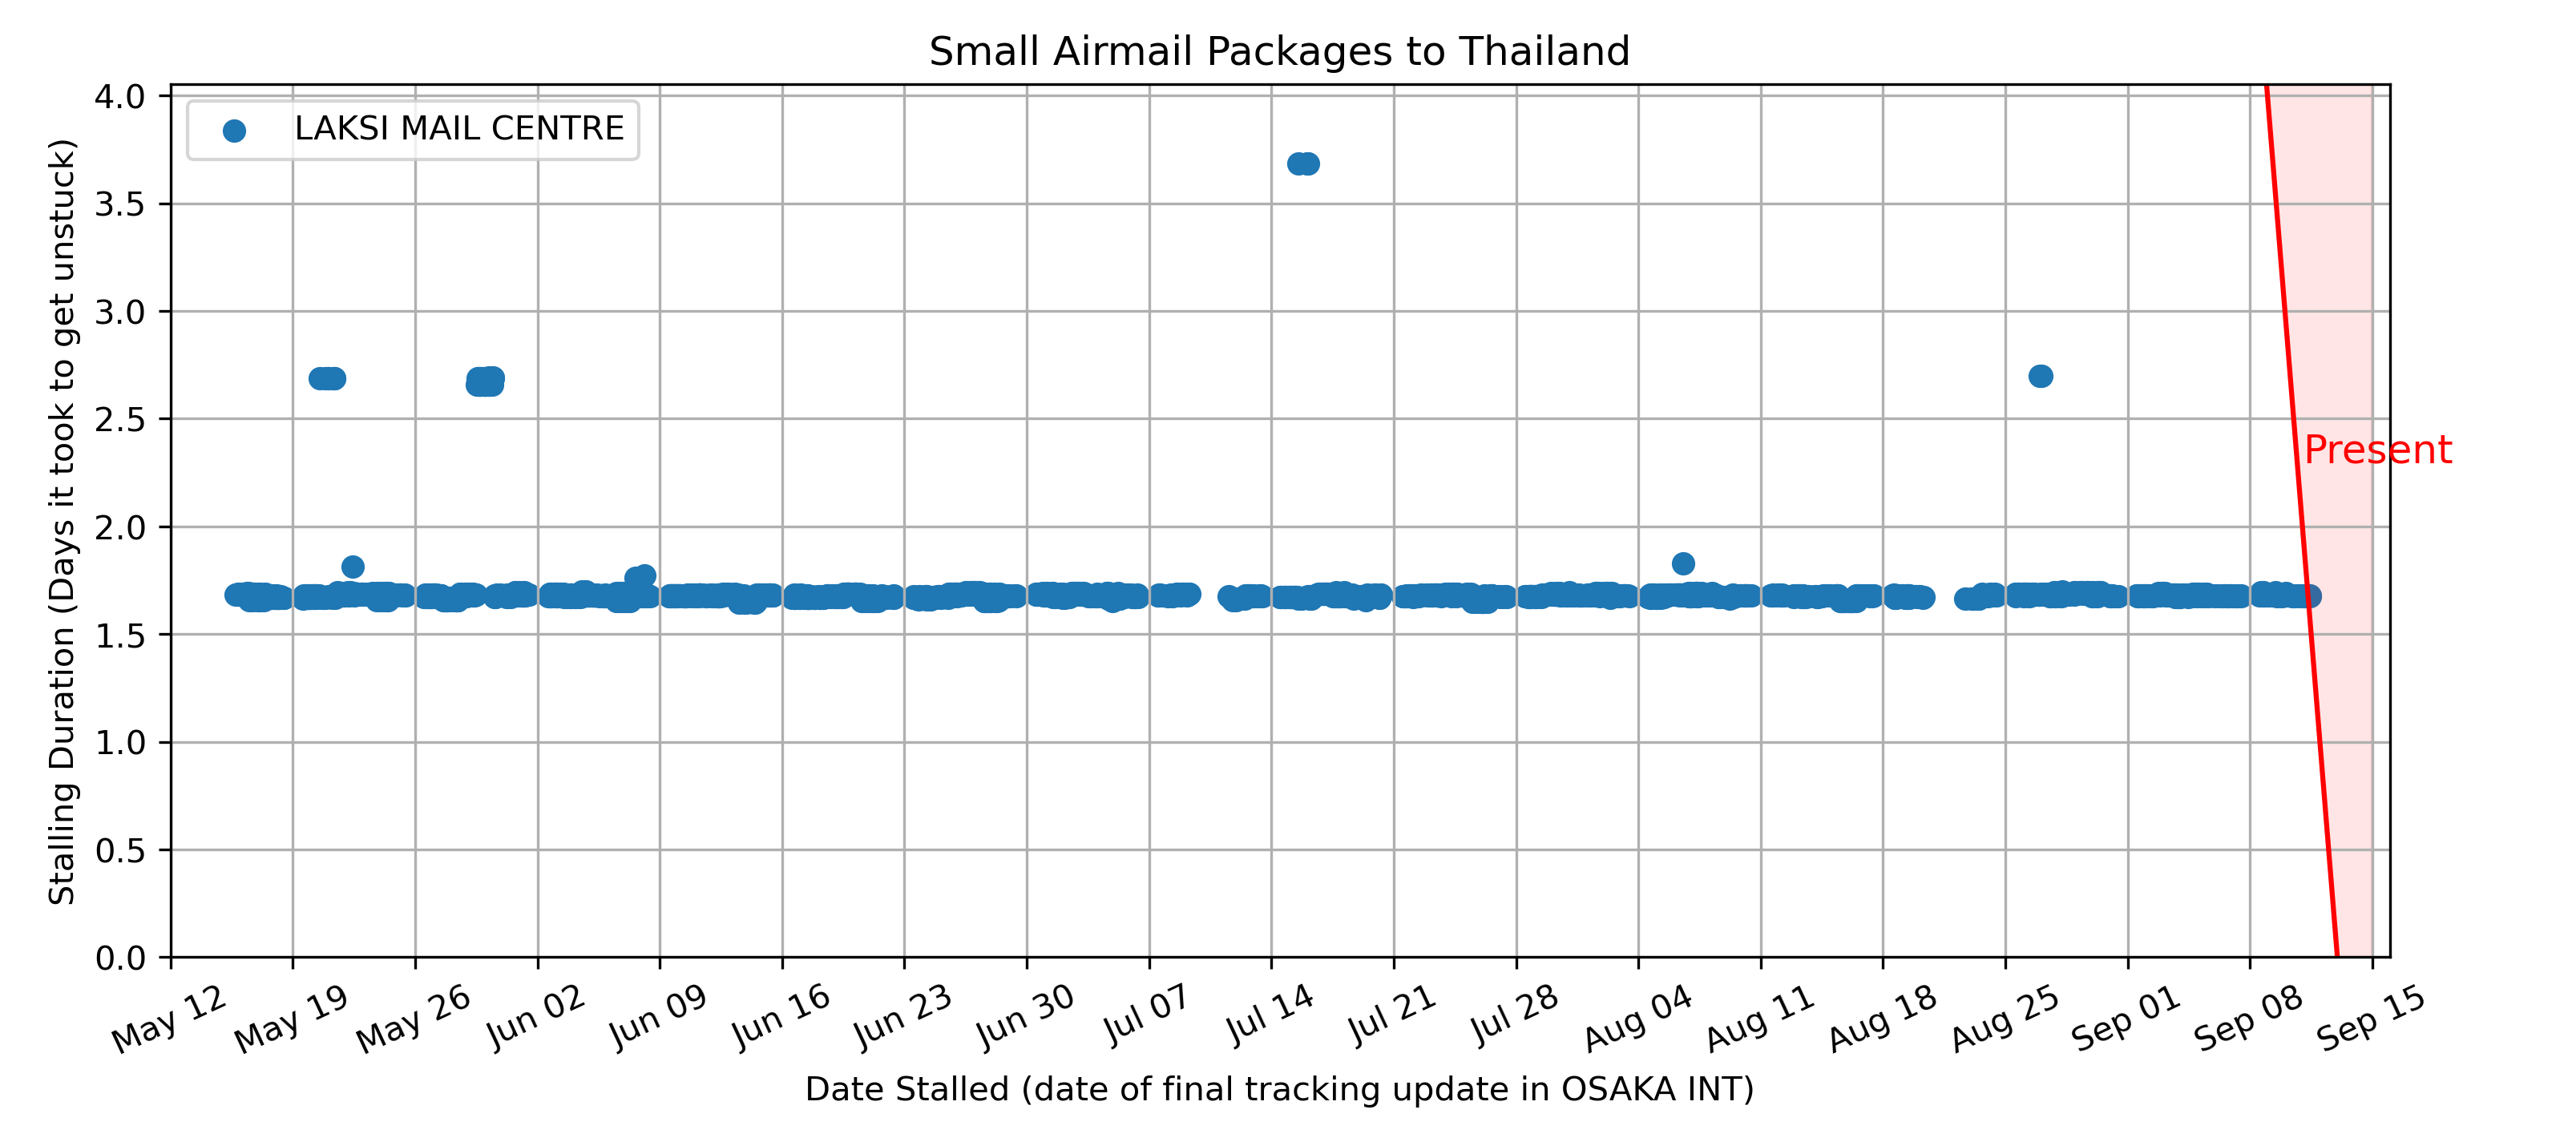 Small Airmail Packages to Thailand
LAKSI MAIL CENTRE
Stalling Duration (Days it took to get unstuck)
4.0
3.5
3.0
2.5
2.0
1.5
1.0
0.5
0.0
Present
May 12
May 19
May 26
Jun 02
Jun 09
Jun 16
Jun 23
Jun 30
Jul 07
Jul 14
Jul 21
Jul 28
Aug 04
Aug 11
Aug 18
Aug 25
Sep 01
Sep 08
Sep 15
Date Stalled (date of final tracking update in OSAKA INT)